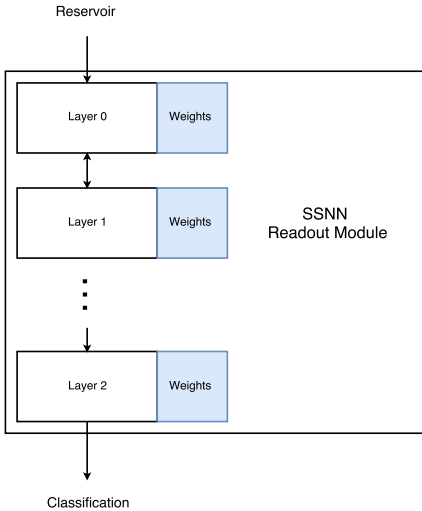 Reservoir
Layer 0
Weights
Layer 1
Weights
SSNN
Readout Module
Layer 2
Weights
Classification